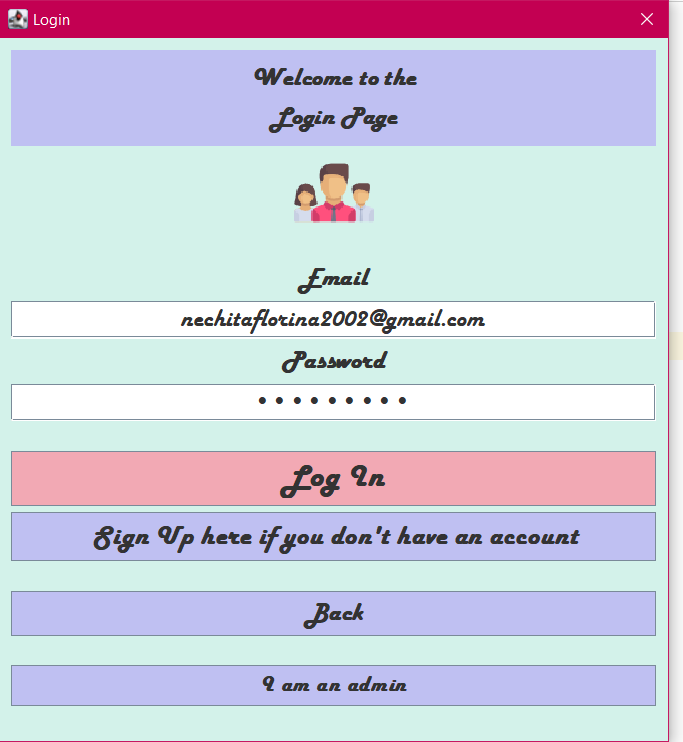 Login
Welcome to the
Login Page
Email
nechitaflorina2002@gmail.com
Password
•••••••••
Log In
Sign Up here if you don't have an account
Back
I am an admin